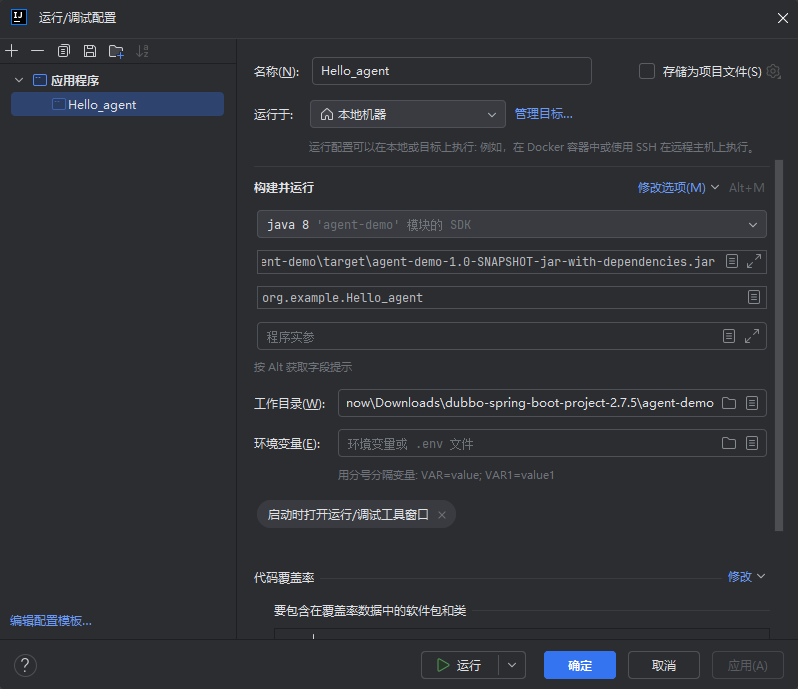 运行/调试配置
应用程序
Hello_agent
编辑配置模板...
名称(N):
Hello_agent
存储为项目文件(S)
运行于:
本地机器
管理目标...
运行配置可以在本地或目标上执行: 例如，在 Docker 容器中或使用 SSH 在远程主机上执行。
构建并运行
修改选项(M)
Alt+M
java 8 'agent-demo' 模块的 SDK
ent-demo\target\agent-demo-1.0-SNAPSHOT-jar-with-dependencies.jar
org.example.Hello_agent
程序实参
按 Alt 获取字段提示
工作目录(W):
now\Downloads\dubbo-spring-boot-project-2.7.5\agent-demo
环境变量(E):
环境变量或 .env 文件
用分号分隔变量: VAR=value; VAR1=value1
启动时打开运行/调试工具窗口
代码覆盖率
修改
要包含在覆盖率数据中的软件包和类
?
运行
确定
取消
应用(A)